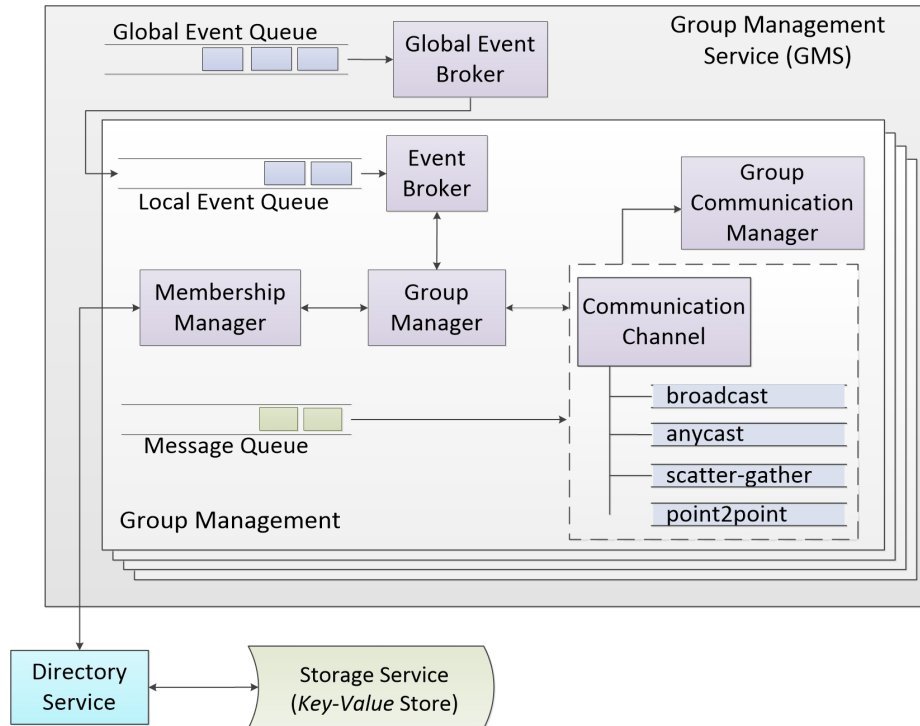 Global Event Queue
Global Event
Broker
Group Management
Service (GMS)
Event
Broker
Local Event Queue
Group
Communication
Manager
Membership
Manager
Group
Manager
Communication
Channel
broadcast
anycast
scatter-gather
point2point
Message Queue
Group Management
Directory
Service
Storage Service
(Key-Value Store)